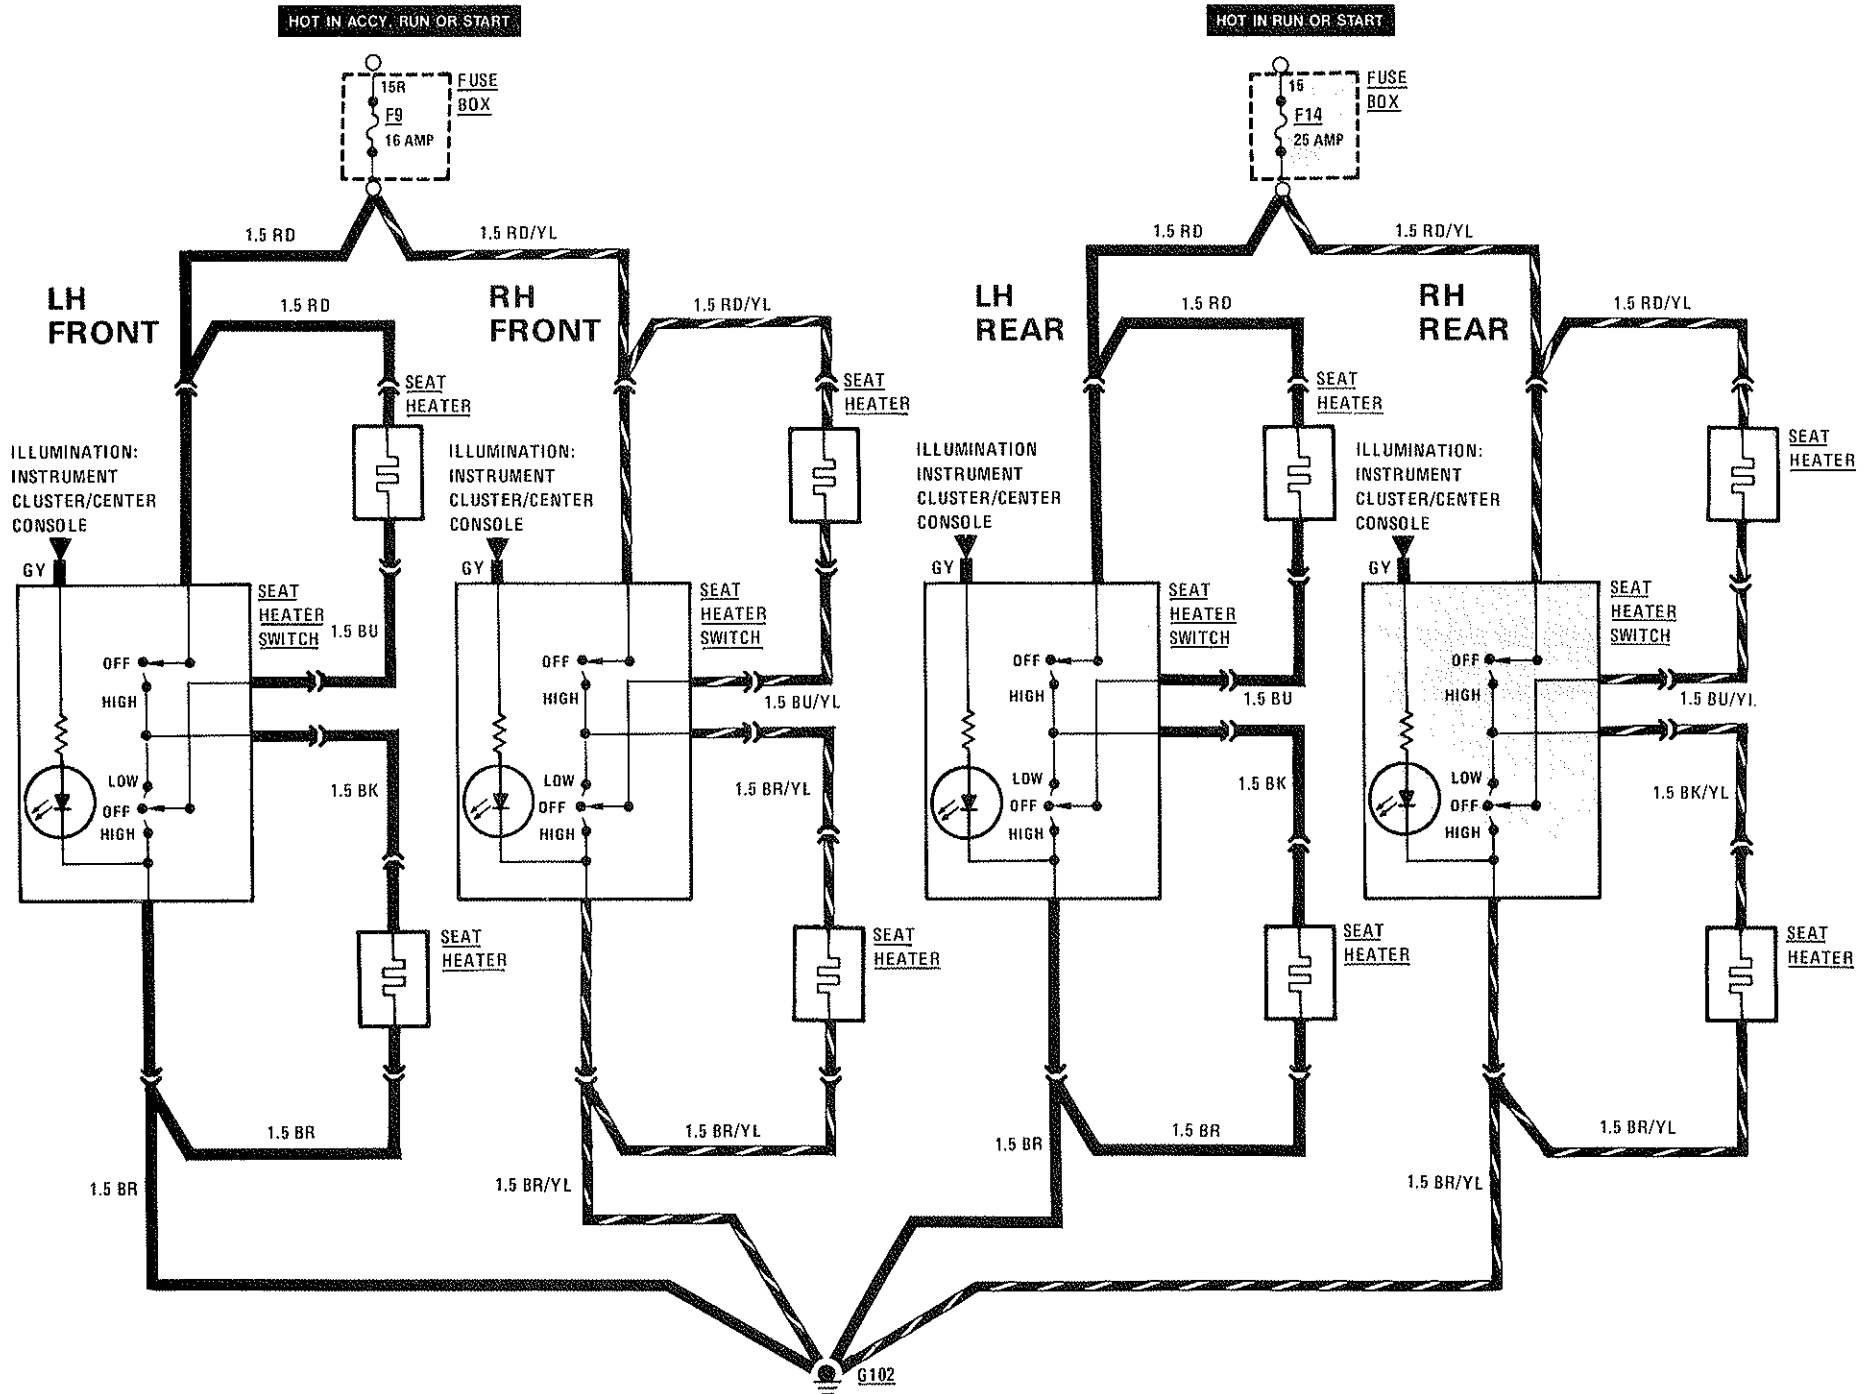 HOT IN ACCY, RUN OR START
HOT IN RUN OR START
15R
F9
16 AMP
FUSE
BOX
15
F14
25 AMP
FUSE
BOX
1.5 RD
1.5 RD/YL
1.5 RD
1.5 RD/YL
LH
FRONT
1.5 RD
RH
FRONT
1.5 RD/YL
LH
REAR
1.5 RD
RH
REAR
1.5 RD/YL
SEAT
HEATER
SEAT
HEATER
SEAT
HEATER
SEAT
HEATER
ILLUMINATION:
INSTRUMENT
CLUSTER/CENTER
CONSOLE
ILLUMINATION:
INSTRUMENT
CLUSTER/CENTER
CONSOLE
ILLUMINATION
INSTRUMENT
CLUSTER/CENTER
CONSOLE
ILLUMINATION:
INSTRUMENT
CLUSTER/CENTER
CONSOLE
GY
GY
GY
GY
SEAT
HEATER
SWITCH
1.5 BU
SEAT
HEATER
SWITCH
1.5 BU/YL
SEAT
HEATER
SWITCH
1.5 BU
SEAT
HEATER
SWITCH
1.5 BU/YL
OFF
HIGH
LOW
OFF
HIGH
1.5 BK
OFF
HIGH
LOW
OFF
HIGH
1.5 BR/YL
OFF
HIGH
LOW
OFF
HIGH
1.5 BK
OFF
HIGH
LOW
OFF
HIGH
1.5 BK/YL
SEAT
HEATER
SEAT
HEATER
SEAT
HEATER
SEAT
HEATER
1.5 BR
1.5 BR/YL
1.5 BR
1.5 BR
1.5 BR/YL
1.5 BR
1.5 BR/YL
1.5 BR/YL
G102